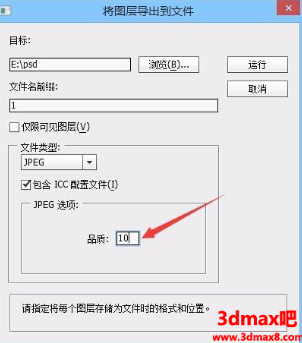 将图层导出到文件
目标:
E:\psd
浏览(B)...
运行
文件名前缀:
取消
1
仅限可见图层(V)
文件类型:
JPEG
包含 ICC 配置文件(I)
JPEG 选项:
品质:
10
请指定将每个图层存储为文件时的格式和位置。
3dmax吧
www.3dmax8.com